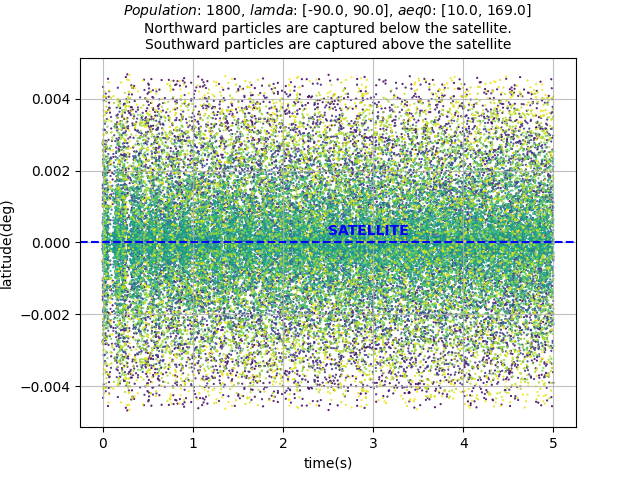 Population: 1800, lamda: [-90.0, 90.0], aeq0: [10.0, 169.0]
Northward particles are captured below the satellite.
Southward particles are captured above the satellite
0.004
0.002
0.000
−0.002
−0.004
latitude(deg)
SATELLITE
0 1 2 3 4 5
time(s)